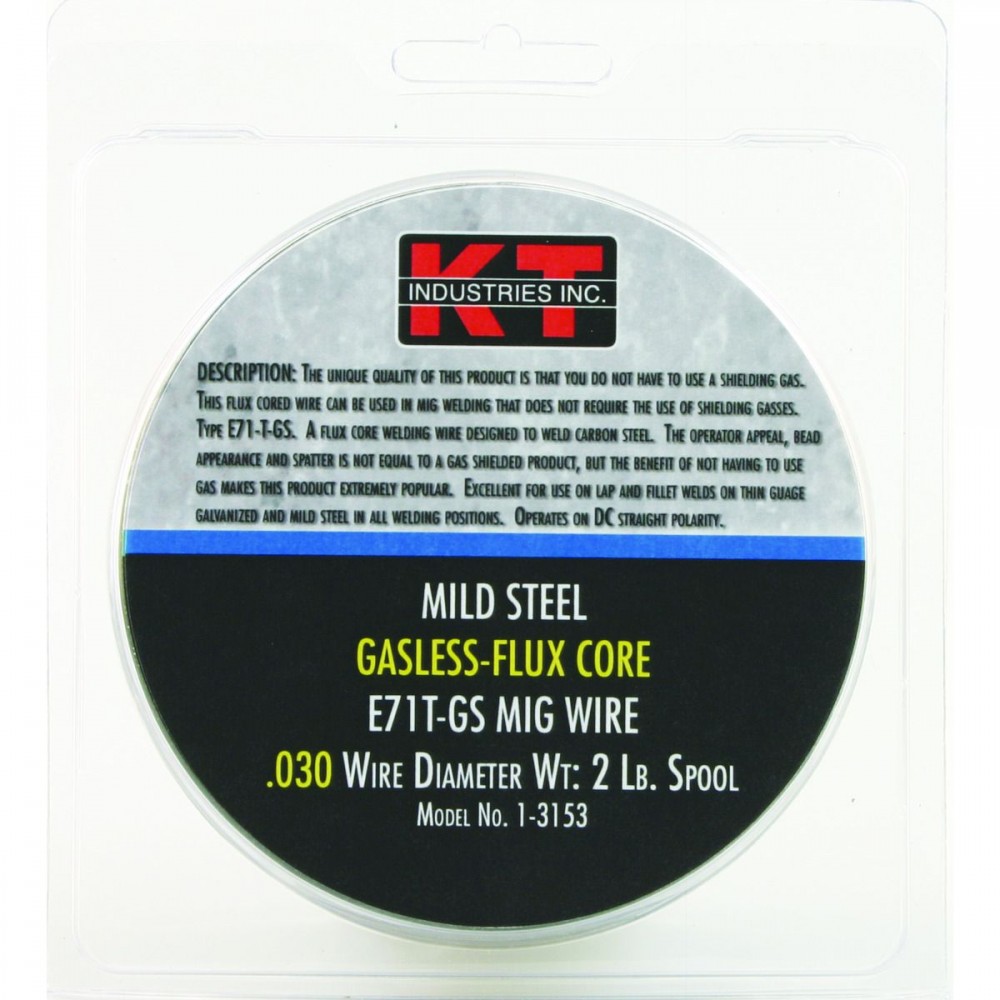 KT
INDUSTRIES INC.
DESCRIPTION: THE UNIQUE QUALITY OF THIS PRODUCT IS THAT YOU DO NOT HAVE TO USE A SHIELDING GAS.
THIS FLUX CORED WIRE CAN BE USED IN MIG WELDING THAT DOES NOT REQUIRE THE USE OF SHIELDING GASSES.
TYPE E71-T-GS. A FLUX CORE WELDING WIRE DESIGNED TO WELD CARBON STEEL. THE OPERATOR APPEAL, BEAD
APPEARANCE AND SPATTER IS NOT EQUAL TO A GAS SHIELDED PRODUCT, BUT THE BENEFIT OF NOT HAVING TO USE
GAS MAKES THIS PRODUCT EXTREMELY POPULAR. EXCELLENT FOR USE ON LAP AND FILLET WELDS ON THIN GUAGE
GALVANIZED AND MILD STEEL IN ALL WELDING POSITIONS. OPERATES ON DC STRAIGHT POLARITY.
MILD STEEL
GASLESS-FLUX CORE
E71T-GS MIG WIRE
.030 WIRE DIAMETER WT: 2 LB. SPOOL
MODEL NO. 1-3153